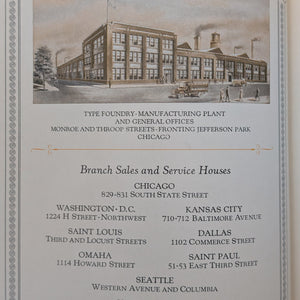 TYPE FOUNDRY · MANUFACTURING PLANT
AND GENERAL OFFICES
MONROE AND THROOP STREETS · FRONTING JEFFERSON PARK
CHICAGO
Branch Sales and Service Houses
CHICAGO
829-831 SOUTH STATE STREET
WASHINGTON · D.C.
1224 H STREET · NORTHWEST
KANSAS CITY
710-712 BALTIMORE AVENUE
SAINT LOUIS
THIRD AND LOCUST STREETS
DALLAS
1102 COMMERCE STREET
OMAHA
1114 HOWARD STREET
SAINT PAUL
51-53 EAST THIRD STREET
SEATTLE
WESTERN AVENUE AND COLUMBIA